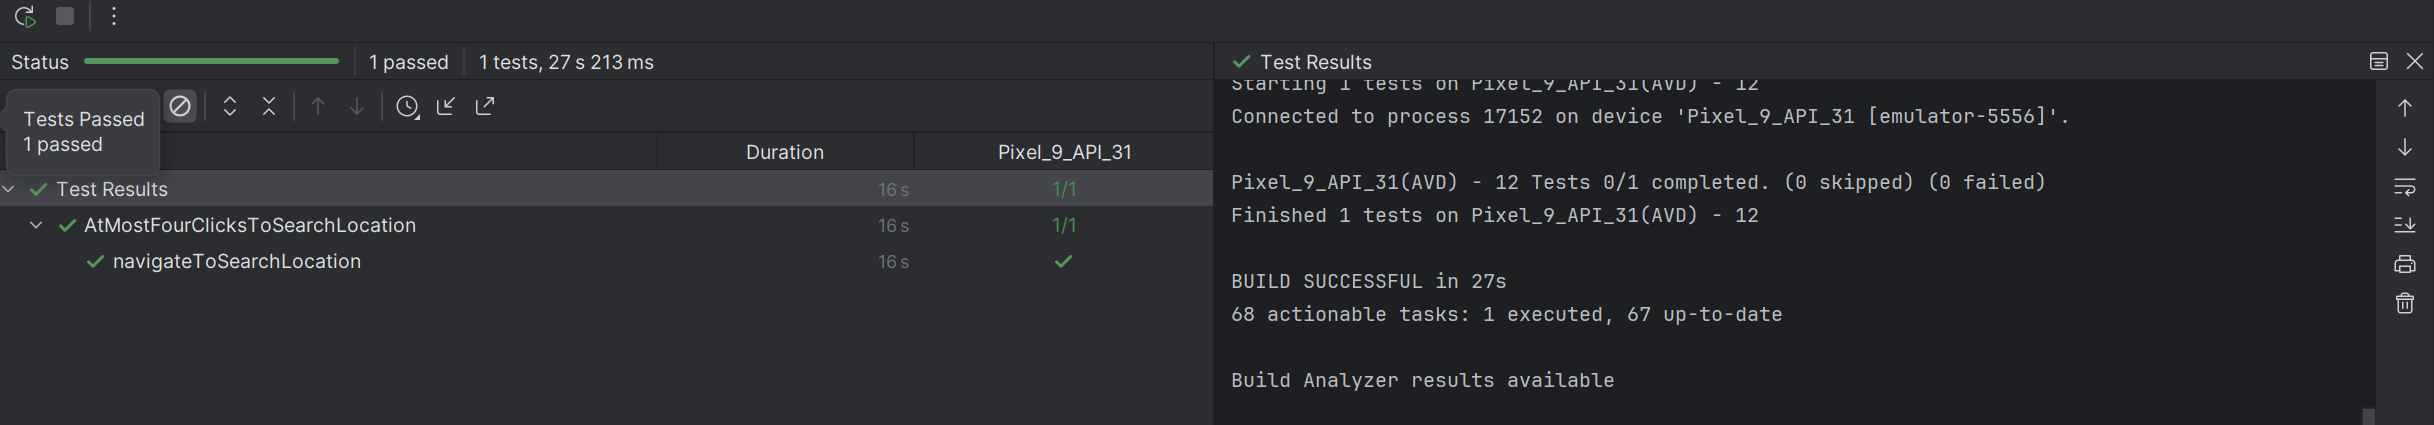 Status 1 passed 1 tests, 27 s 213 ms
Tests Passed
1 passed
Duration Pixel_9_API_31
Test Results 16 s 1/1
AtMostFourClicksToSearchLocation 16 s 1/1
navigateToSearchLocation 16 s
Test Results
Starting 1 tests on Pixel_9_API_31(AVD) - 12
Connected to process 17152 on device 'Pixel_9_API_31 [emulator-5556]'.
Pixel_9_API_31(AVD) - 12 Tests 0/1 completed. (0 skipped) (0 failed)
Finished 1 tests on Pixel_9_API_31(AVD) - 12
BUILD SUCCESSFUL in 27s
68 actionable tasks: 1 executed, 67 up-to-date
Build Analyzer results available